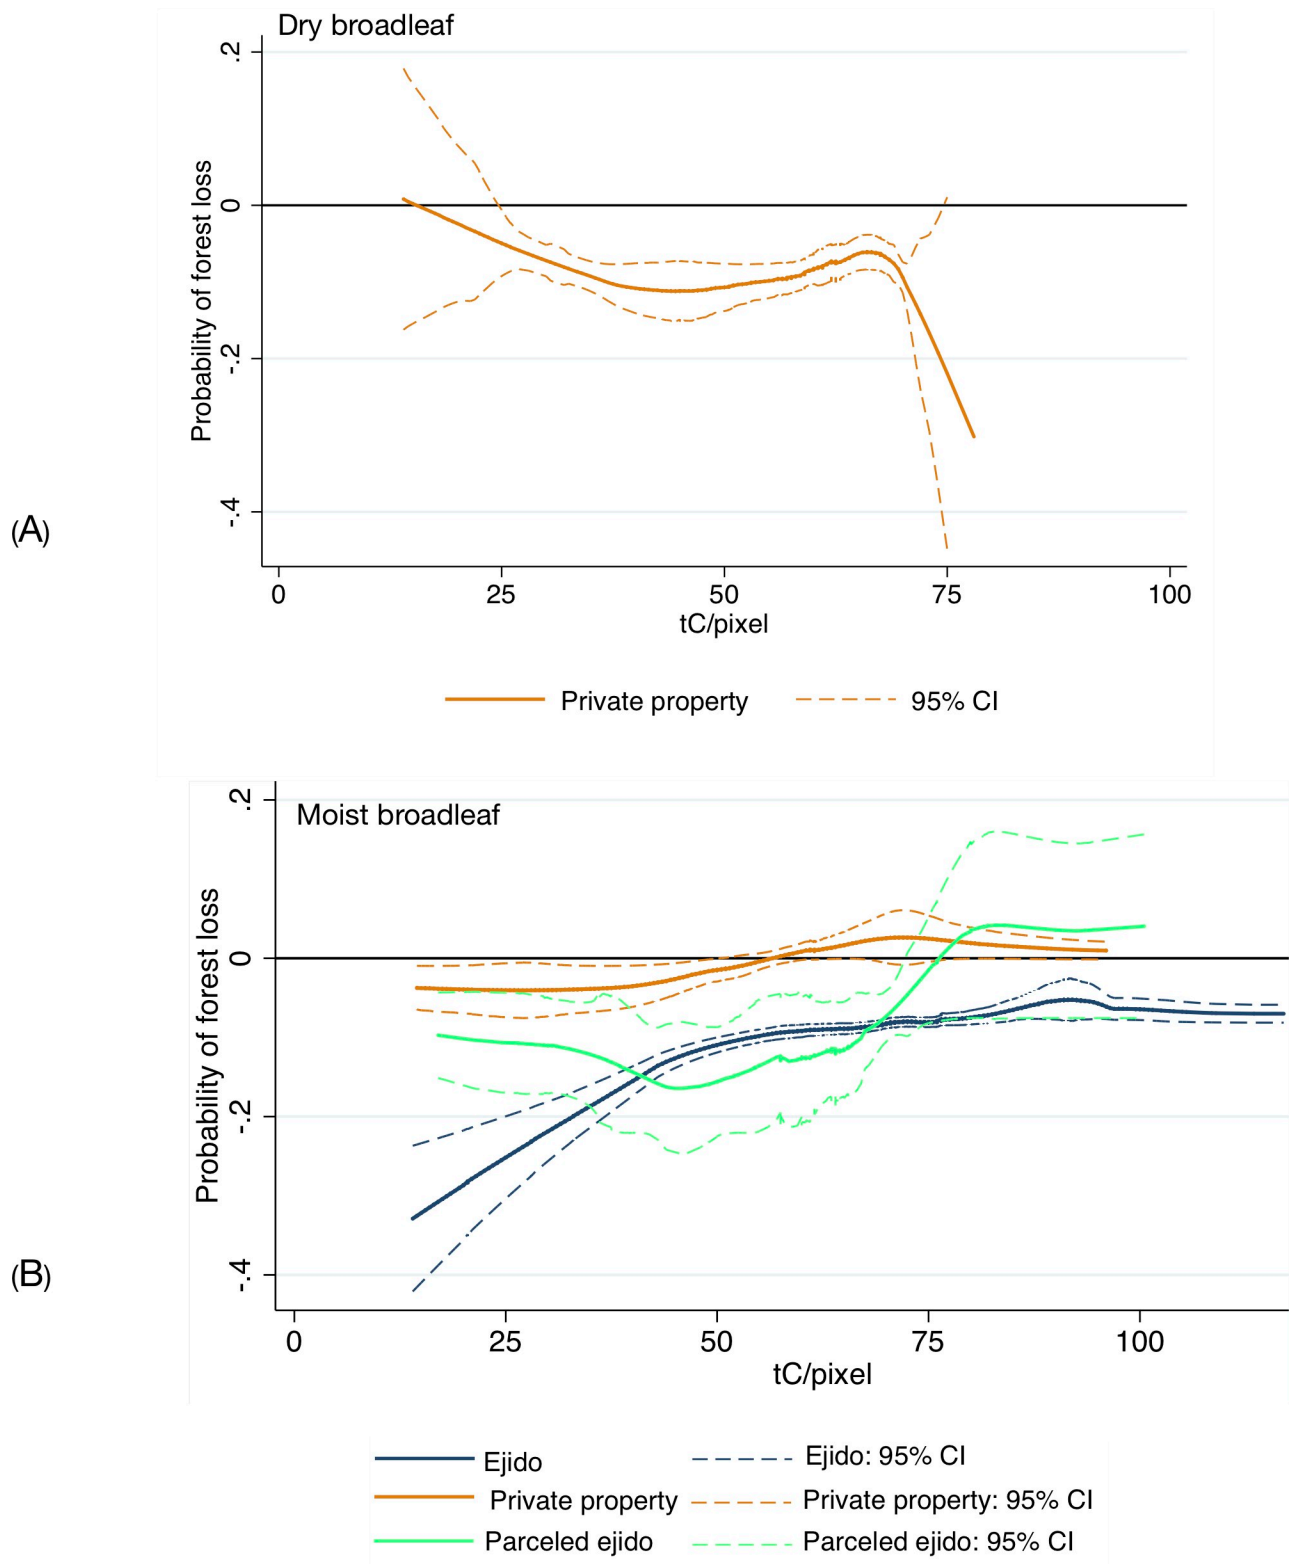 Dry broadleaf
.2
0
-.2
-.4
Probability of forest loss
(A)
0 25 50 75 100
tC/pixel
Private property 95% CI
Moist broadleaf
.2
0
-.2
-.4
Probability of forest loss
(B)
0 25 50 75 100
tC/pixel
Ejido Ejido: 95% CI
Private property Private property: 95% CI
Parceled ejido Parceled ejido: 95% CI